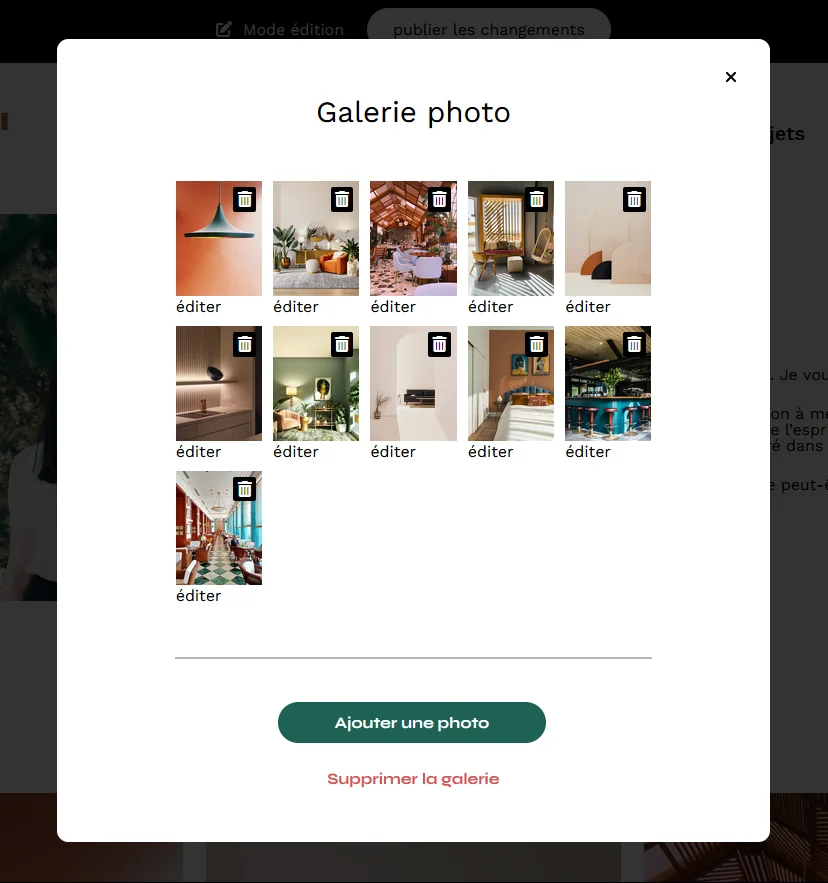 Mode édition
publier les changements
Galerie photo
jets
éditer éditer éditer éditer éditer
. Je vou
éditer éditer éditer éditer éditer
on à me
e l'espr
é dans
e peut-ê
éditer
Ajouter une photo
Supprimer la galerie